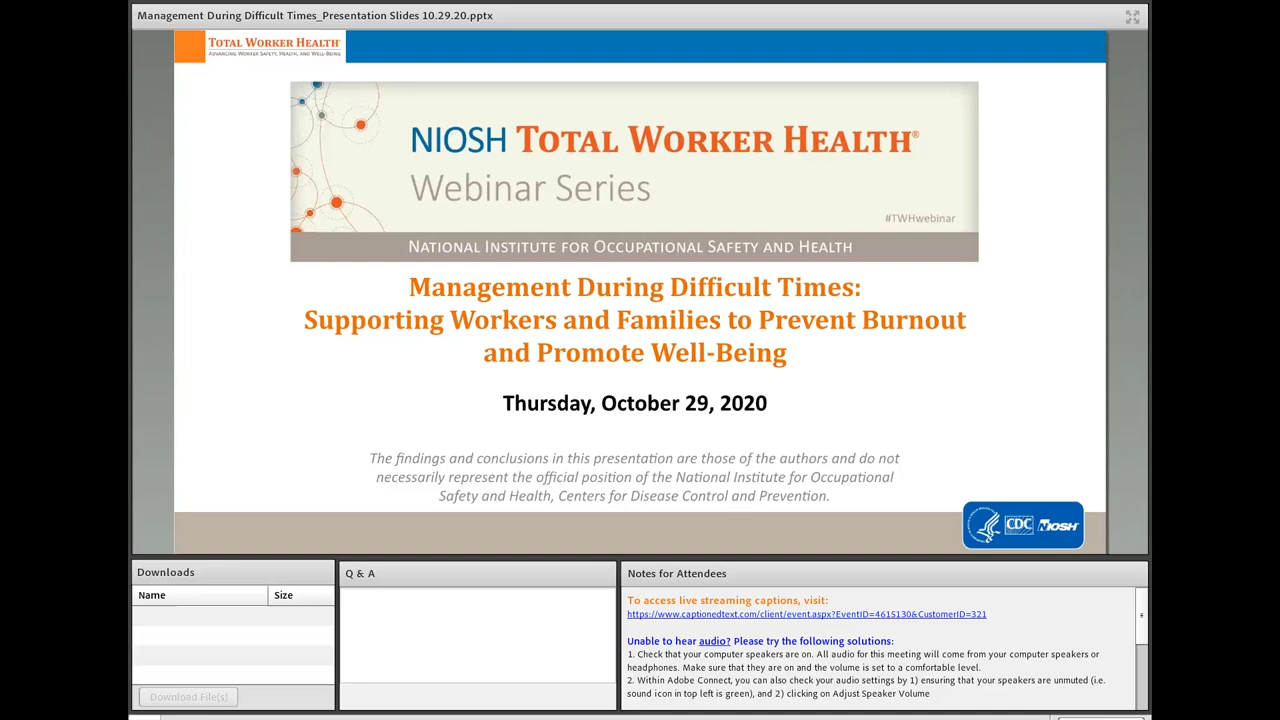 Management During Difficult Times_Presentation Slides 10.29.20.pptx
TOTAL WORKER HEALTH®
ADVANCING WORKER SAFETY, HEALTH, AND WELL-BEING
NIOSH TOTAL WORKER HEALTH®
Webinar Series
#TWHwebinar
NATIONAL INSTITUTE FOR OCCUPATIONAL SAFETY AND HEALTH
Management During Difficult Times:
Supporting Workers and Families to Prevent Burnout
and Promote Well-Being
Thursday, October 29, 2020
The findings and conclusions in this presentation are those of the authors and do not
necessarily represent the official position of the National Institute for Occupational
Safety and Health, Centers for Disease Control and Prevention.
CDC NIOSH
Downloads
Name Size
Download File(s)
Q & A
Notes for Attendees
To access live streaming captions, visit:
https://www.captionedtext.com/client/event.aspx?EventID=4615130&CustomerID=321
Unable to hear audio? Please try the following solutions:
1. Check that your computer speakers are on. All audio for this meeting will come from your computer speakers or
headphones. Make sure that they are on and the volume is set to a comfortable level.
2. Within Adobe Connect, you can also check your audio settings by 1) ensuring that your speakers are unmuted (i.e.
sound icon in top left is green), and 2) clicking on Adjust Speaker Volume